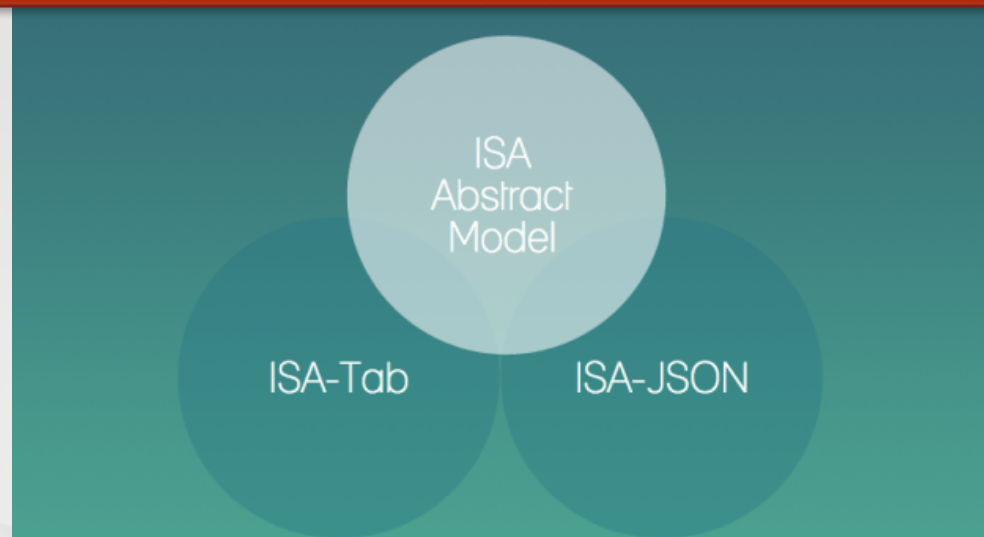 ISA
Abstract
Model
ISA-Tab
ISA-JSON